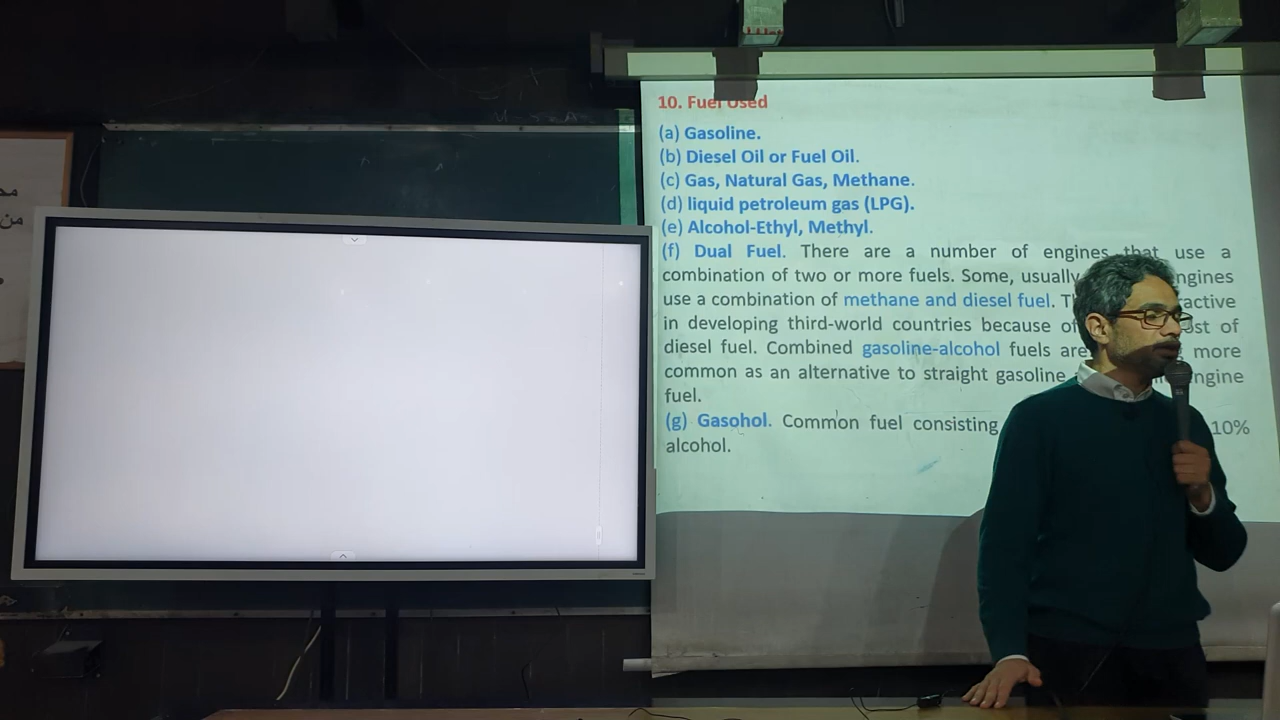 10. Fuel Used
(a) Gasoline.
(b) Diesel Oil or Fuel Oil.
(c) Gas, Natural Gas, Methane.
(d) liquid petroleum gas (LPG).
(e) Alcohol-Ethyl, Methyl.
(f) Dual Fuel. There are a number of engines that use a
combination of two or more fuels. Some, usually
use a combination of methane and diesel fuel.
in developing third-world countries because of
diesel fuel. Combined gasoline-alcohol fuels are more
common as an alternative to straight gasoline
fuel.
(g) Gasohol. Common fuel consisting 10%
alcohol.
من